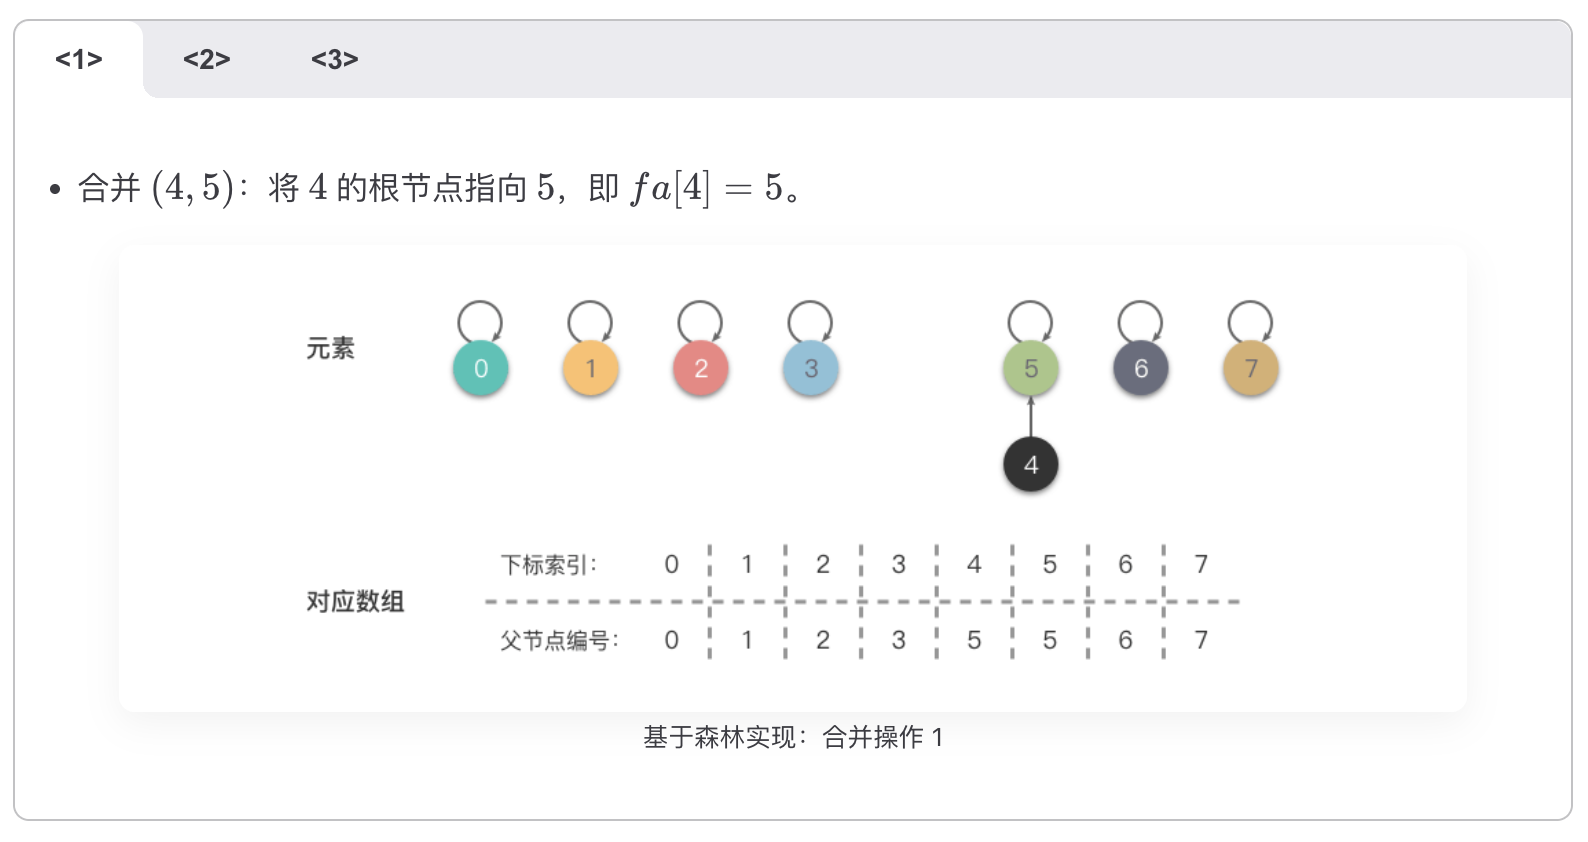 <1> <2> <3>
• 合并 (4, 5)：将 4 的根节点指向 5，即 fa[4] = 5。
元素
0 1 2 3 5 6 7
4
下标索引： 0 1 2 3 4 5 6 7
对应数组
父节点编号： 0 1 2 3 5 5 6 7
基于森林实现：合并操作 1